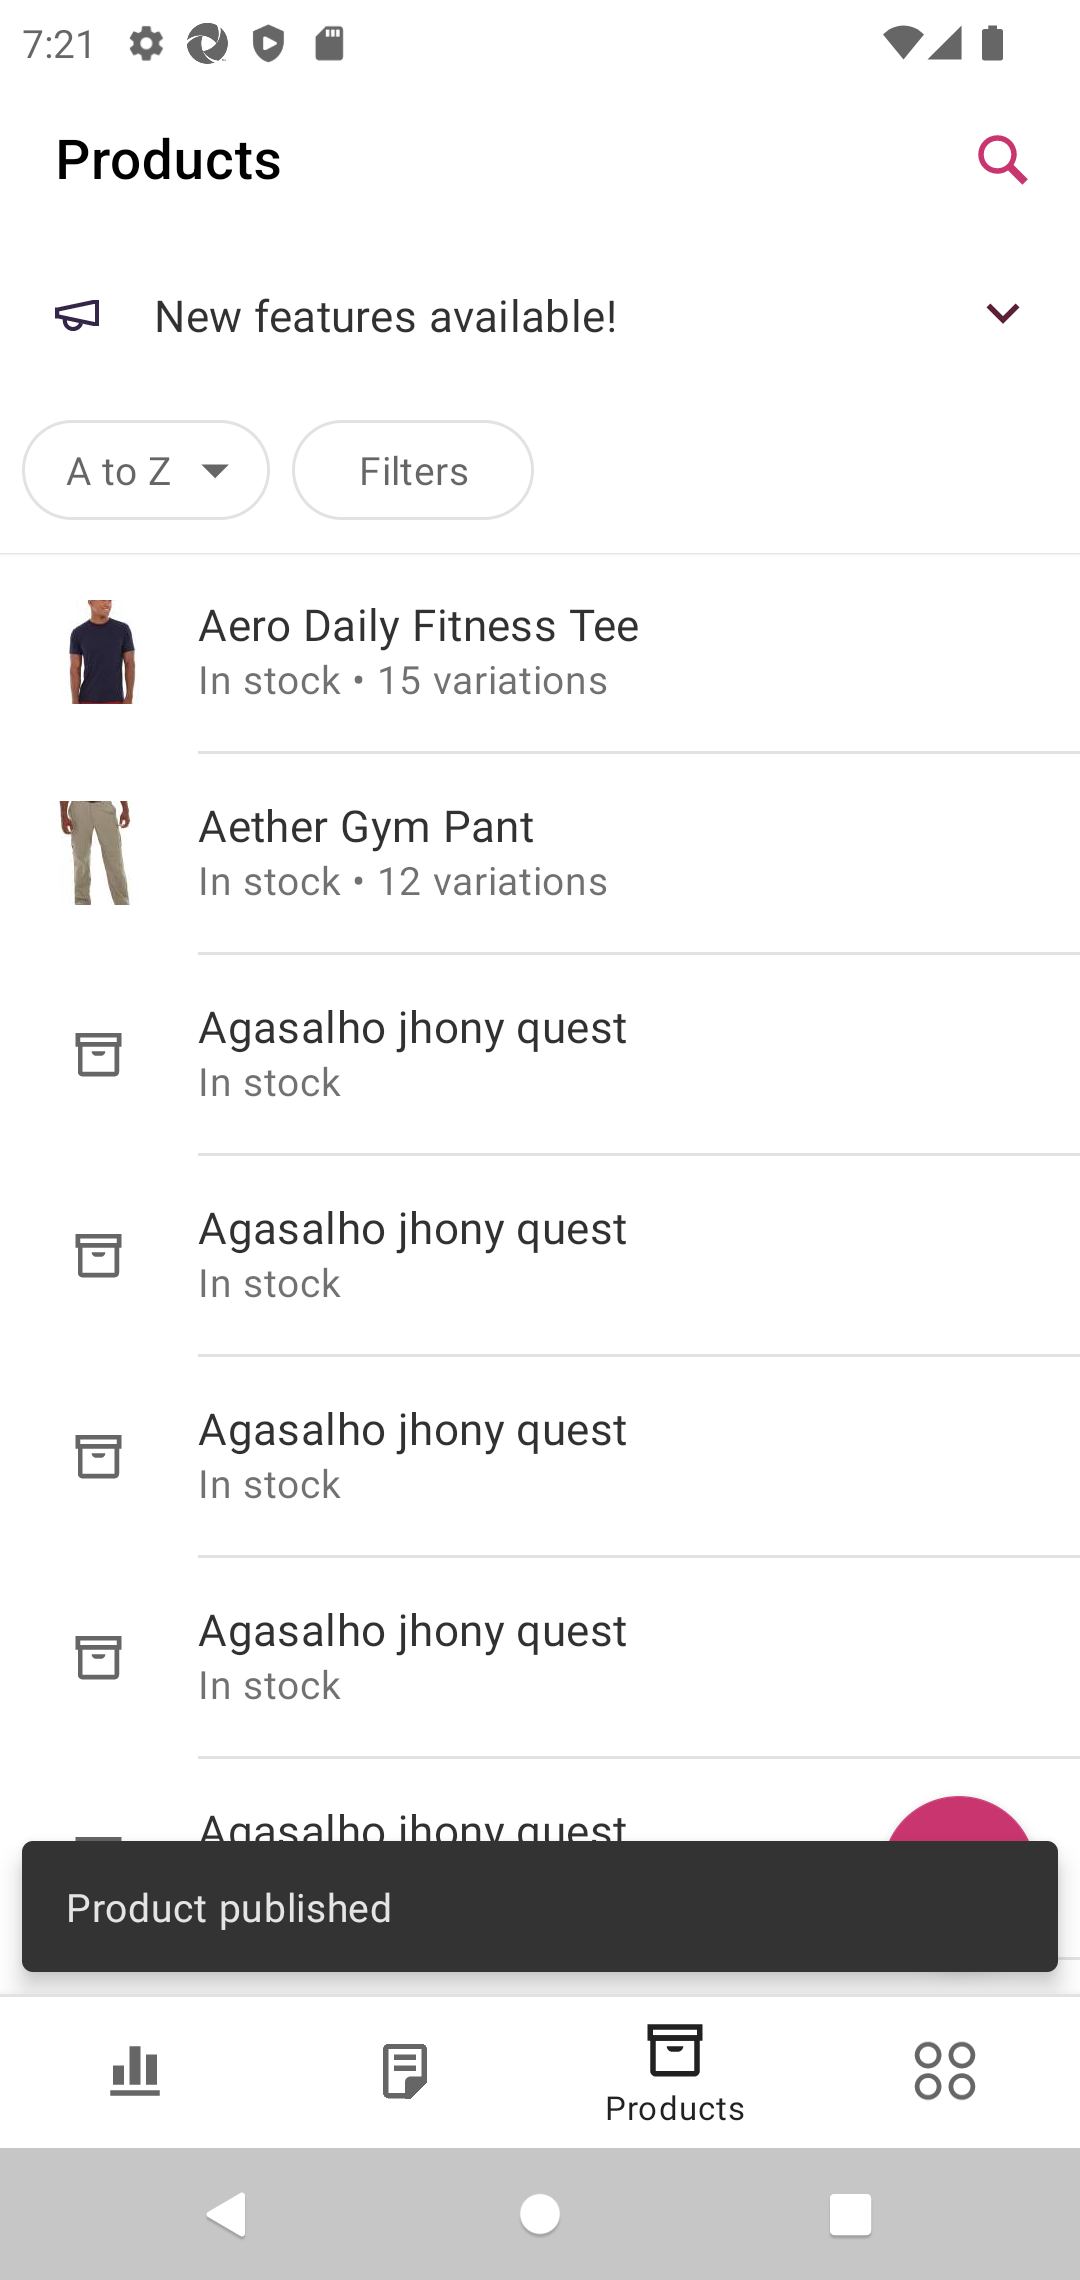 7:21
Products
New features available!
A to Z
Filters
Aero Daily Fitness Tee
In stock • 15 variations
Aether Gym Pant
In stock • 12 variations
Agasalho jhony quest
In stock
Agasalho jhony quest
In stock
Agasalho jhony quest
In stock
Agasalho jhony quest
In stock
Agasalho jhony quest
Product published
Products